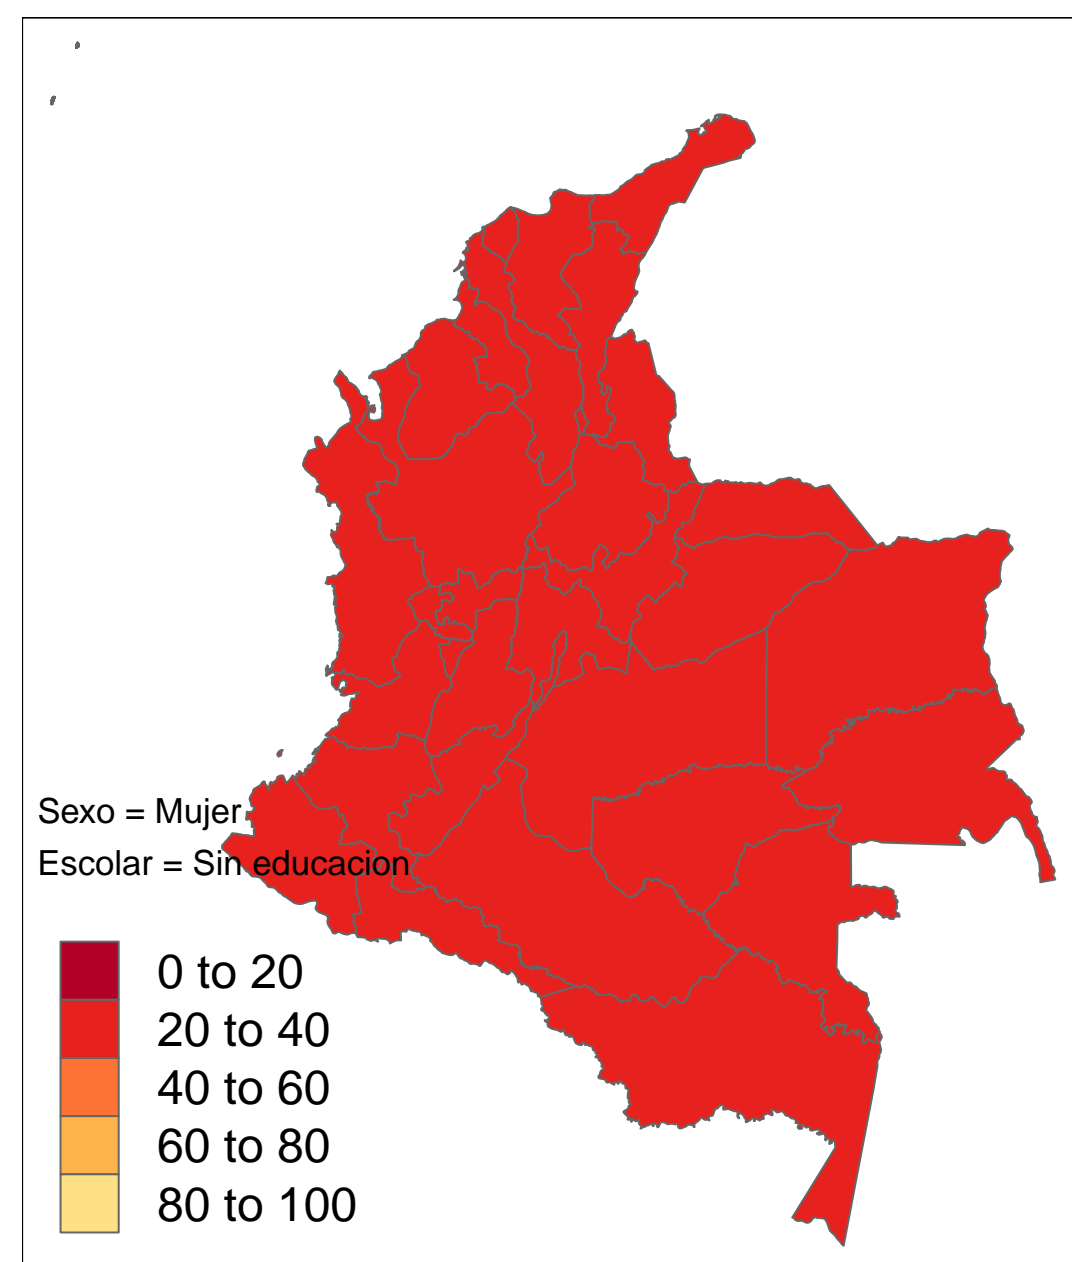 Sexo = Mujer
Escolar = Sin educacion
0 to 20
20 to 40
40 to 60
60 to 80
80 to 100